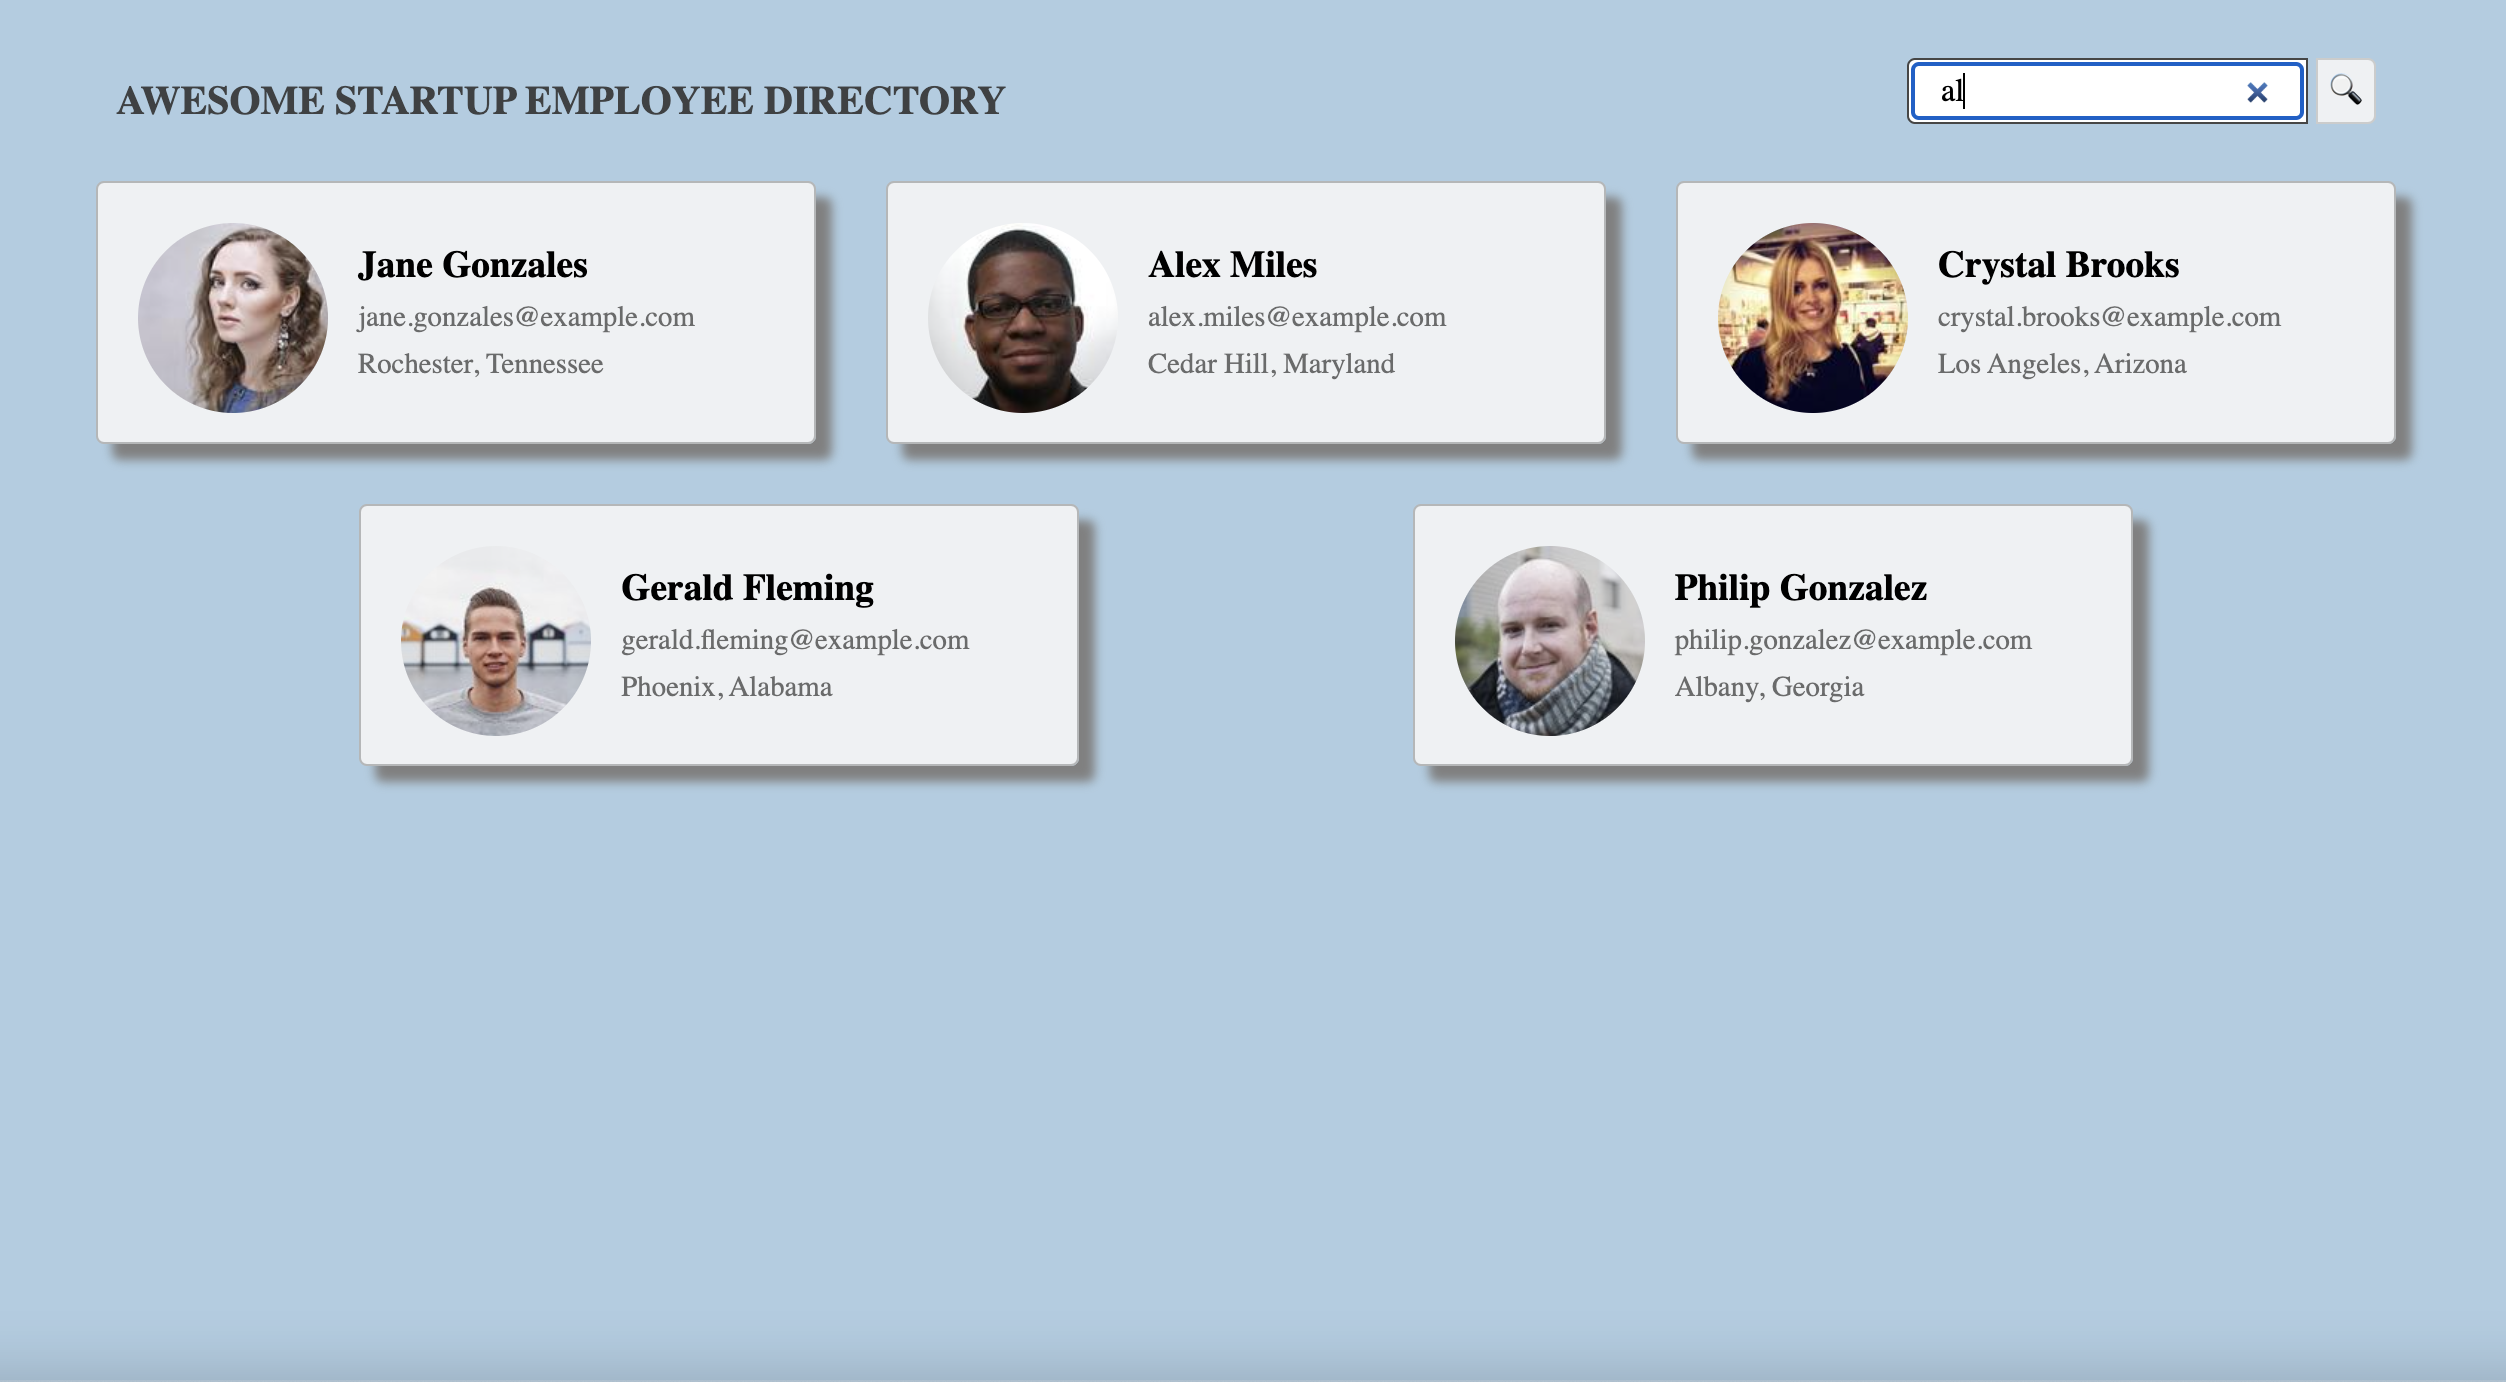 AWESOME STARTUP EMPLOYEE DIRECTORY
al
Jane Gonzales
jane.gonzales@example.com
Rochester, Tennessee
Alex Miles
alex.miles@example.com
Cedar Hill, Maryland
Crystal Brooks
crystal.brooks@example.com
Los Angeles, Arizona
Gerald Fleming
gerald.fleming@example.com
Phoenix, Alabama
Philip Gonzalez
philip.gonzalez@example.com
Albany, Georgia